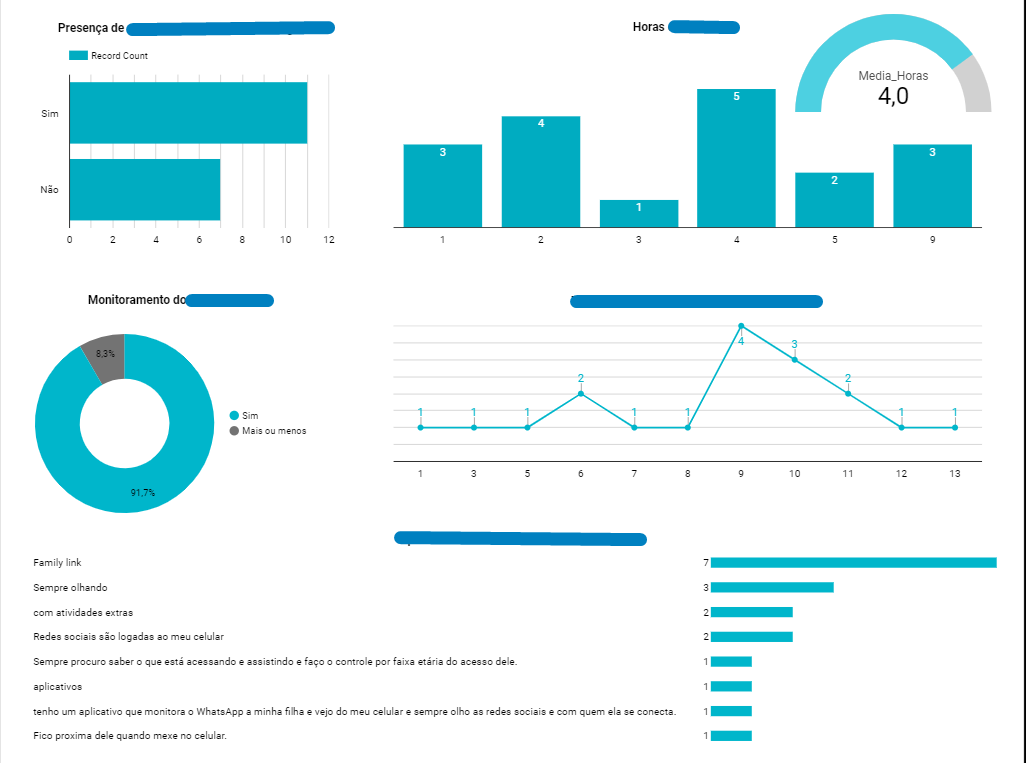 Presença de
Record Count
Sim
Não
0 2 4 6 8 10 12
Horas
Media_Horas
4,0
3 4 1 5 2 3
1 2 3 4 5 9
Monitoramento do
8,3%
91,7%
Sim
Mais ou menos
1 1 1 2 1 1 4 3 2 1 1
1 3 5 6 7 8 9 10 11 12 13
Family link 7
Sempre olhando 3
com atividades extras 2
Redes sociais são logadas ao meu celular 2
Sempre procuro saber o que está acessando e assistindo e faço o controle por faixa etária do acesso dele. 1
aplicativos 1
tenho um aplicativo que monitora o WhatsApp a minha filha e vejo do meu celular e sempre olho as redes sociais e com quem ela se conecta. 1
Fico proxima dele quando mexe no celular. 1